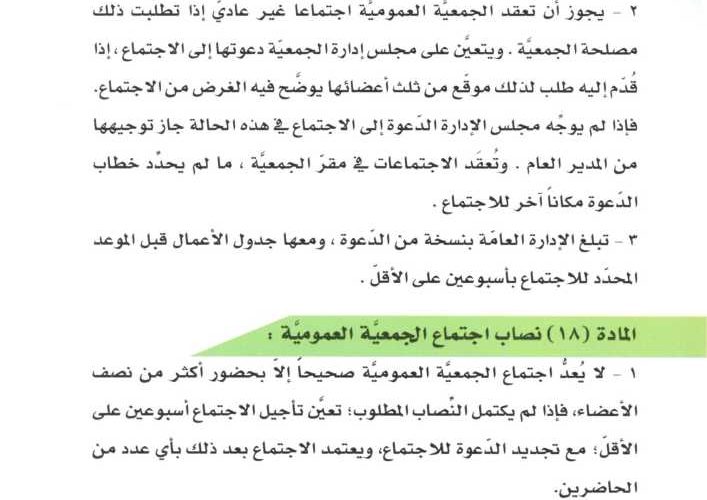 ٢ - يجوز أن تعقد الجمعيَّة العموميَّة اجتماعا غير عاديّ إذا تطلبت ذلك
مصلحة الجمعيَّة . ويتعيَّن على مجلس إدارة الجمعيّة دعوتها إلى الاجتماع ، إذا
قُدّم إليه طلب لذلك موقّع من ثلث أعضائها يوضَّح فيه الغرض من الاجتماع.
فإذا لم يوجِّه مجلس الإدارة الدّعوة إلى الاجتماع في هذه الحالة جاز توجيهها
من المدير العام . وتُعقَد الاجتماعات في مقرّ الجمعيَّة ، ما لم يحدِّد خطاب
الدّعوة مكاناً آخر للاجتماع .
٣ - تبلغ الإدارة العامّة بنسخة من الدّعوة ، ومعها جدول الأعمال قبل الموعد
المحدّد للاجتماع بأسبوعين على الأقلّ .
المادة (١٨) نصاب اجتماع الجمعيَّة العموميَّة :
١ - لا يُعدُّ اجتماع الجمعيَّة العموميَّة صحيحاً إلاّ بحضور أكثر من نصف
الأعضاء، فإذا لم يكتمل النِّصاب المطلوب؛ تعيَّن تأجيل الاجتماع أسبوعين على
الأقلّ؛ مع تجديد الدّعوة للاجتماع، ويعتمد الاجتماع بعد ذلك بأي عدد من
الحاضرين.